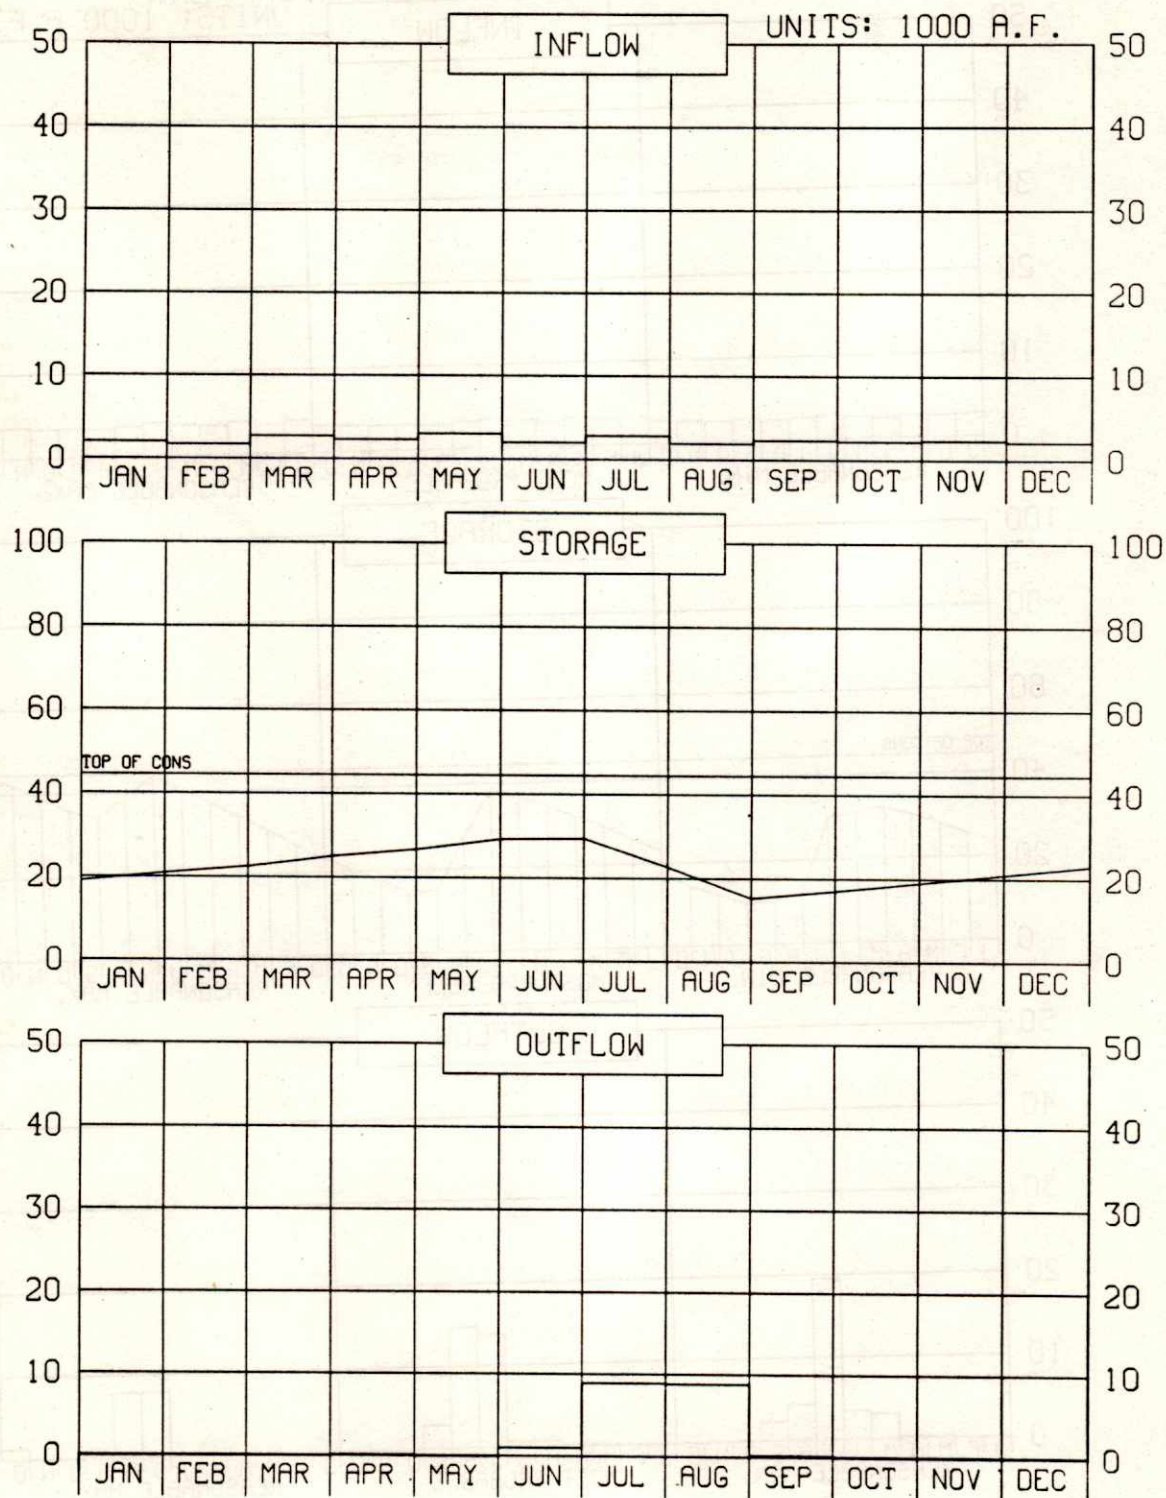 INFLOW
UNITS: 1000 A.F.
50 50
40 40
30 30
20 20
10 10
0 0
JAN FEB MAR APR MAY JUN JUL AUG SEP OCT NOV DEC
STORAGE
100 100
80 80
60 60
TOP OF CONS
40 40
20 20
0 0
JAN FEB MAR APR MAY JUN JUL AUG SEP OCT NOV DEC
OUTFLOW
50 50
40 40
30 30
20 20
10 10
0 0
JAN FEB MAR APR MAY JUN JUL AUG SEP OCT NOV DEC